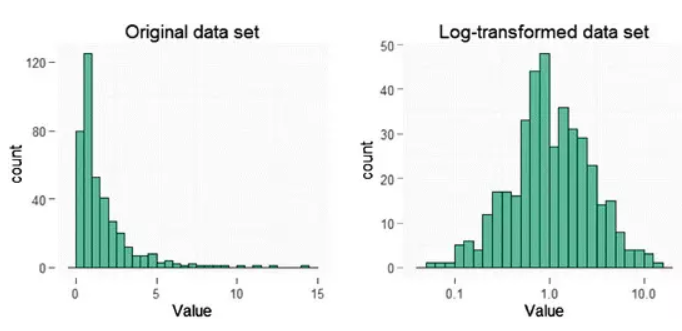 Original data set
120
80
40
0
count
0 5 10 15
Value
Log-transformed data set
50
40
30
20
10
0
count
0.1 1.0 10.0
Value